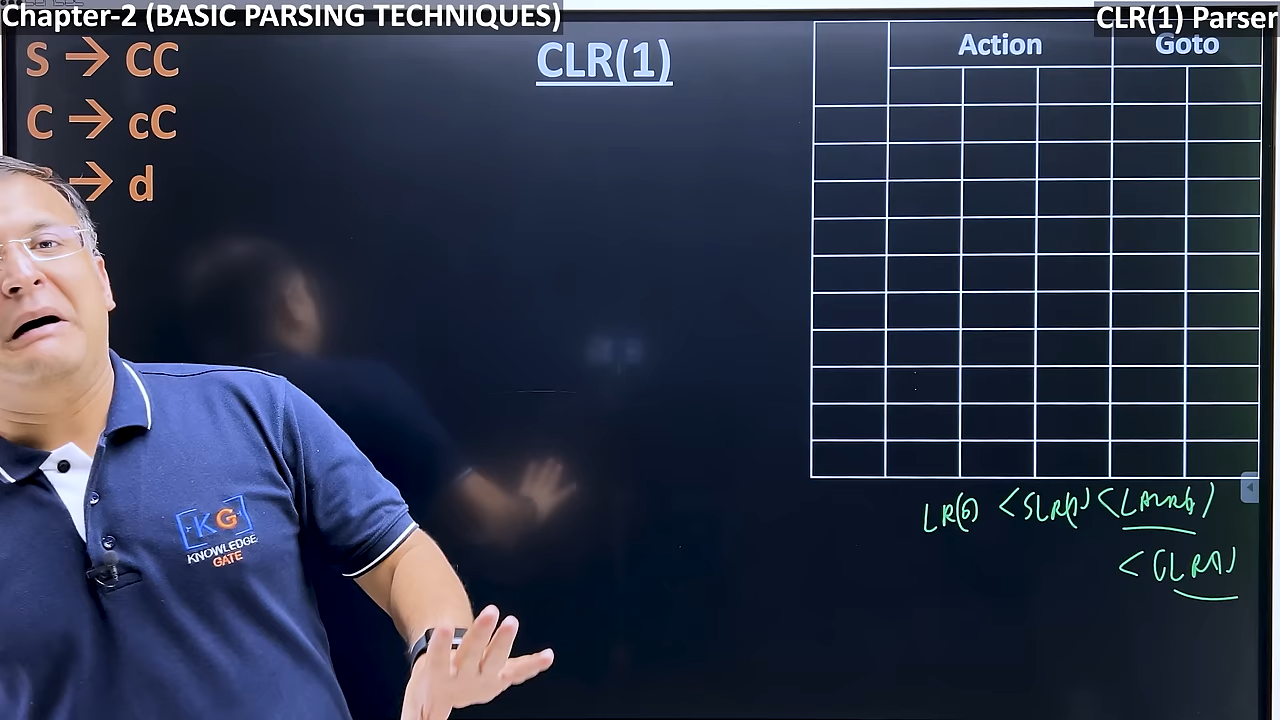 Chapter-2 (BASIC PARSING TECHNIQUES)
CLR(1) Parser
S → CC
C → cC
→ d
CLR(1)
Action Goto
KG
KNOWLEDGE
GATE
LR(0) < SLR(1) < LALR(1)
< CLR(1)